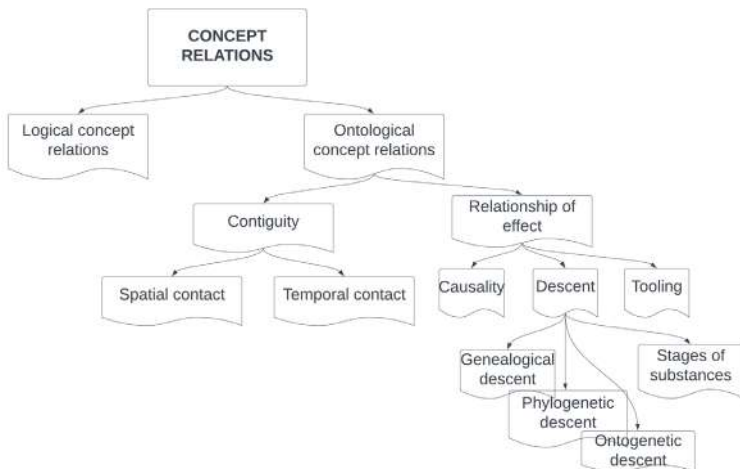 CONCEPT
RELATIONS
Logical concept
relations
Ontological
concept relations
Contiguity
Relationship of
effect
Spatial contact
Temporal contact
Causality
Descent
Tooling
Genealogical
descent
Stages of
substances
Phylogenetic
descent
Ontogenetic
descent